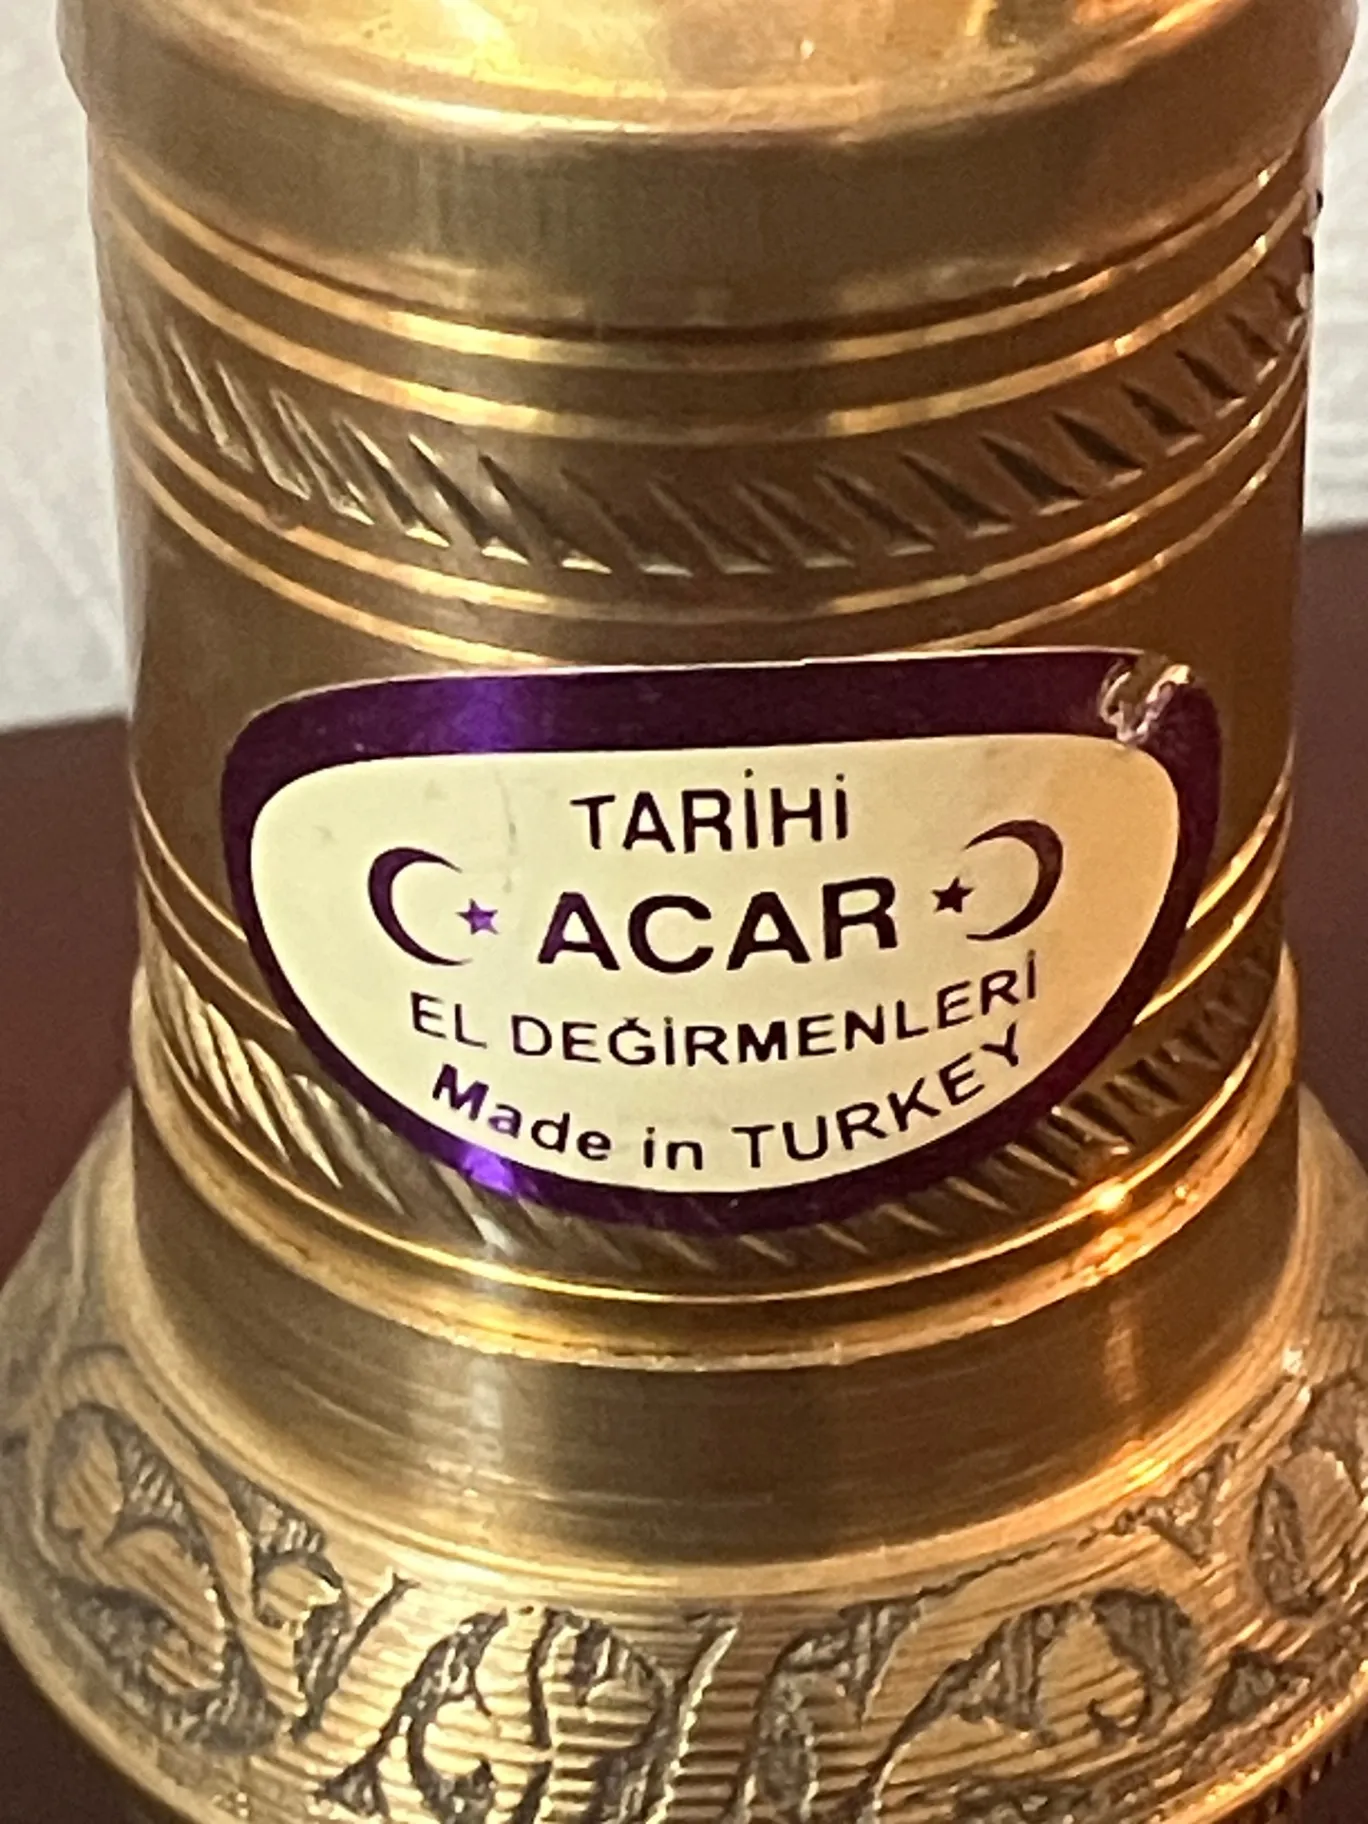 TARİHİ
ACAR
EL DEĞİRMENLERİ
Made in TURKEY